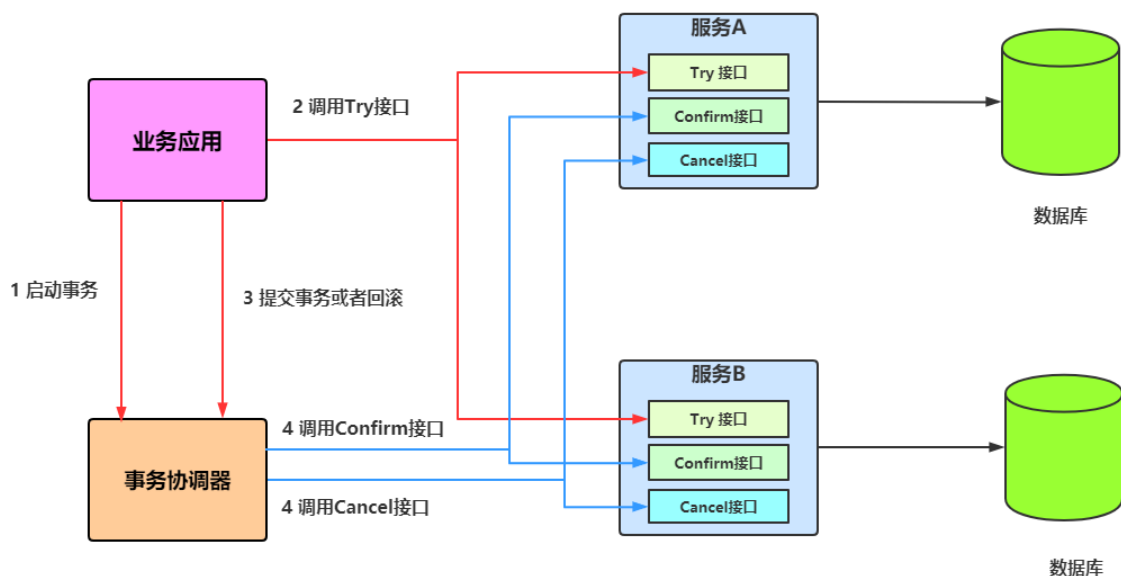 服务A
Try 接口
Confirm接口
Cancel接口
业务应用
2 调用Try接口
数据库
1 启动事务
3 提交事务或者回滚
服务B
Try 接口
Confirm接口
Cancel接口
4 调用Confirm接口
事务协调器
4 调用Cancel接口
数据库